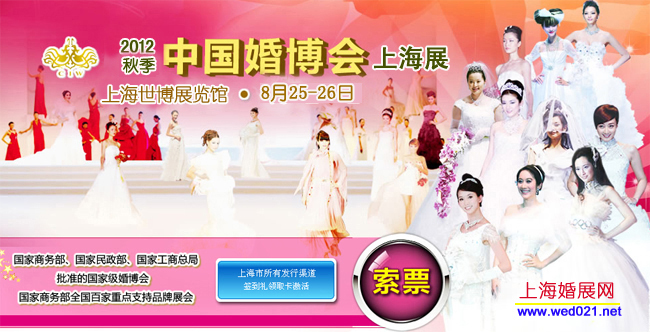 2012
秋季
中国婚博会
上海展
上海世博展览馆 • 8月25-26日
国家商务部、国家民政部、国家工商总局
批准的国家级婚博会
国家商务部全国百家重点支持品牌展会
上海市所有发行渠道
签到礼领取卡激活
索票
上海婚展网
www.wed021.net